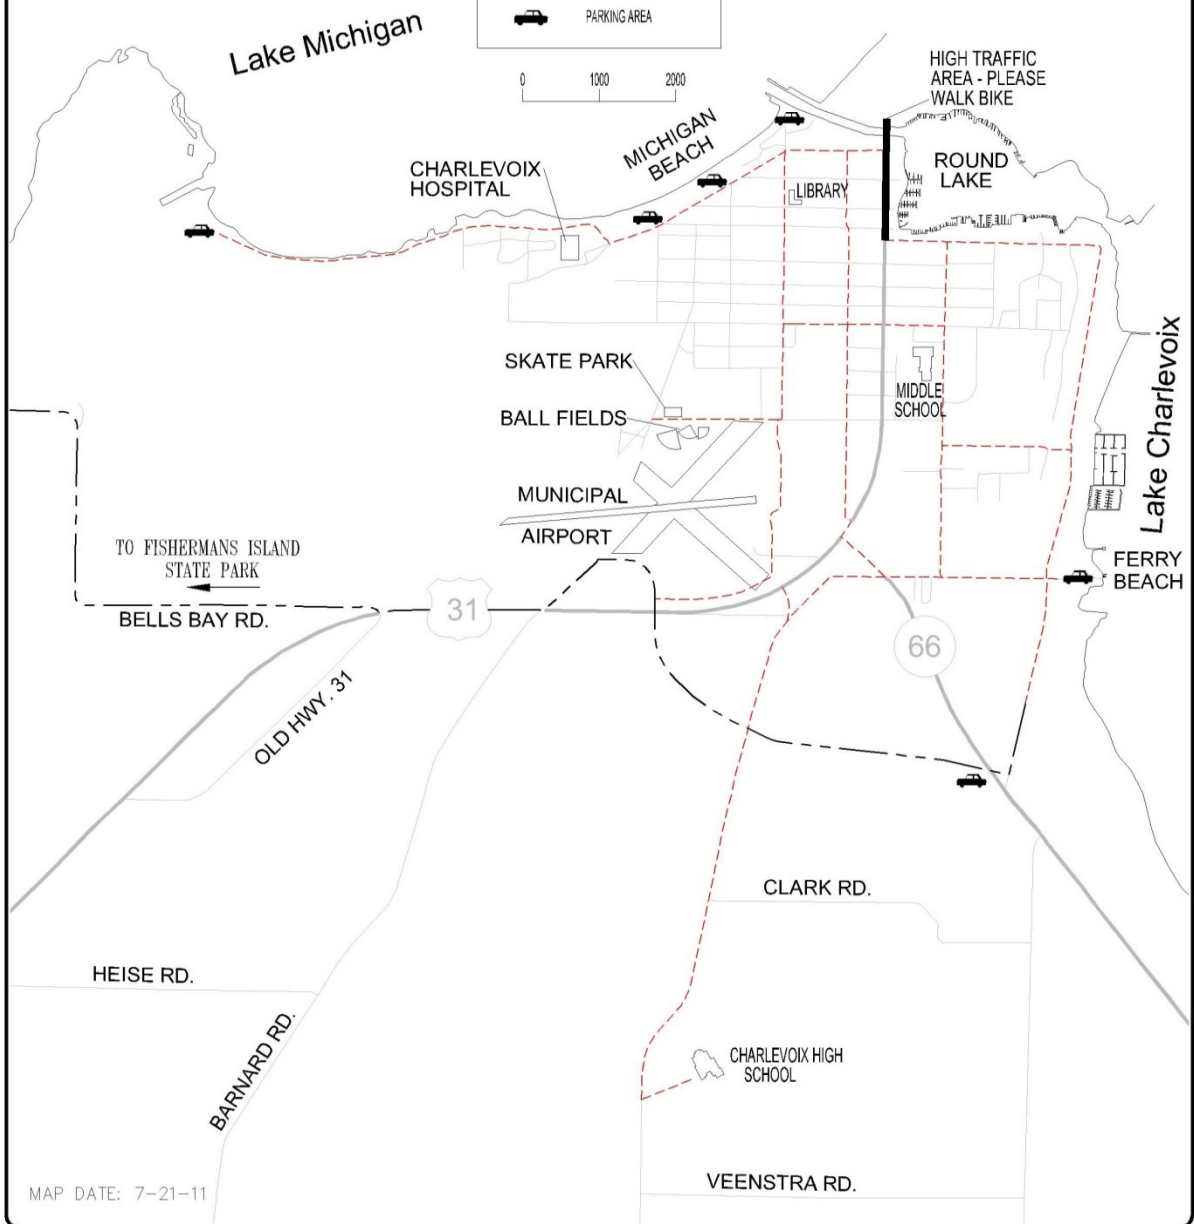 PARKING AREA
Lake Michigan
0 1000 2000
HIGH TRAFFIC
AREA - PLEASE
WALK BIKE
MICHIGAN
BEACH
CHARLEVOIX
HOSPITAL
ROUND
LAKE
LIBRARY
Lake Charlevoix
SKATE PARK
MIDDLE
SCHOOL
BALL FIELDS
MUNICIPAL
AIRPORT
TO FISHERMANS ISLAND
STATE PARK
FERRY
BEACH
BELLS BAY RD.
31
66
OLD HWY. 31
CLARK RD.
HEISE RD.
BARNARD RD.
CHARLEVOIX HIGH
SCHOOL
VEENSTRA RD.
MAP DATE: 7-21-11